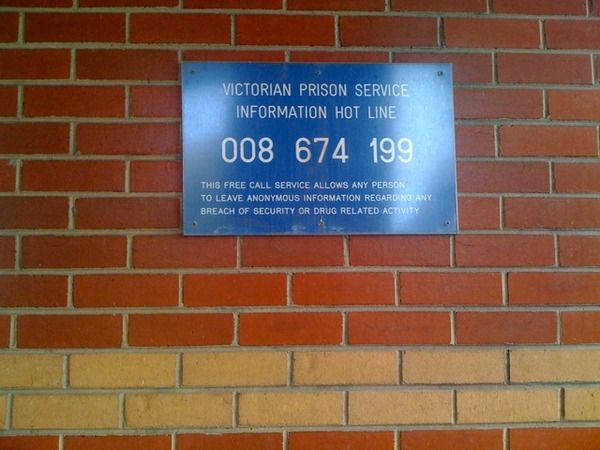 VICTORIAN PRISON SERVICE
INFORMATION HOT LINE
008 674 199
THIS FREE CALL SERVICE ALLOWS ANY PERSON
TO LEAVE ANONYMOUS INFORMATION REGARDING ANY
BREACH OF SECURITY OR DRUG RELATED ACTIVITY